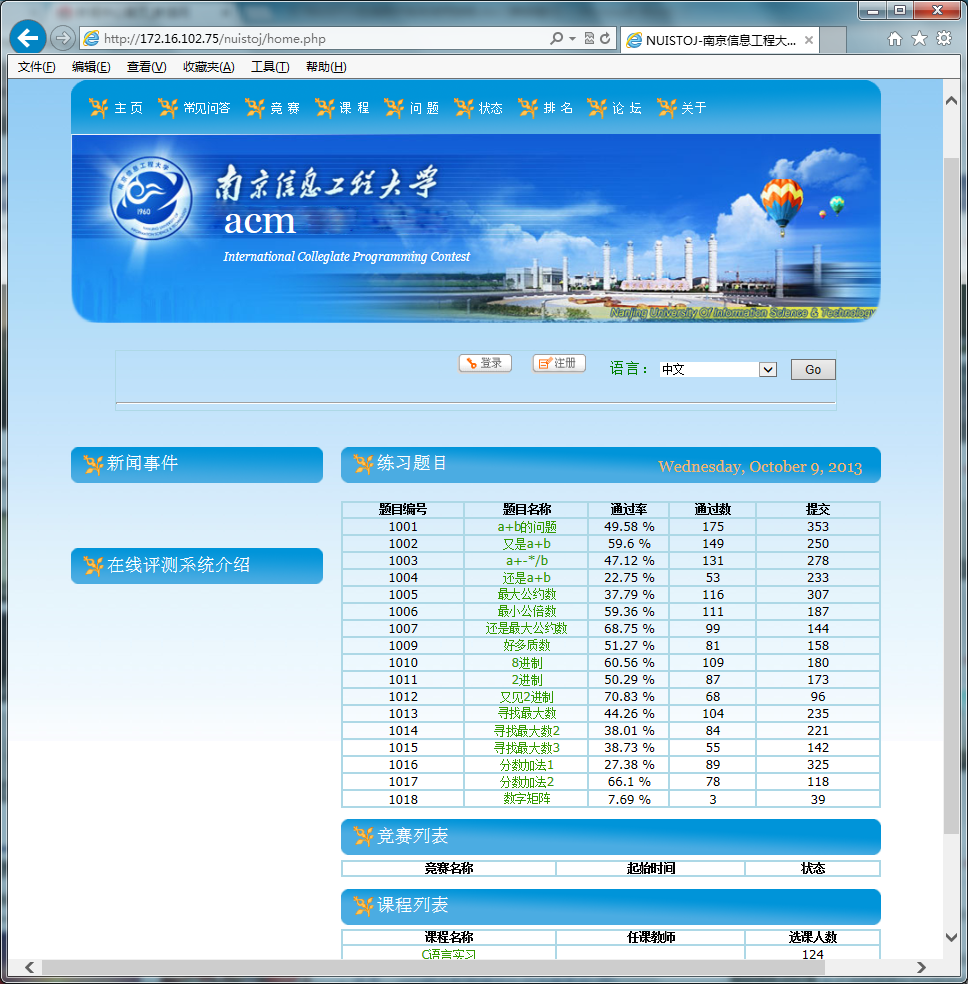 http://172.16.102.75/nuistoj/home.php
NUISTOJ-南京信息工程大...
文件(F) 编辑(E) 查看(V) 收藏夹(A) 工具(T) 帮助(H)
主 页 常见问答 竞 赛 课 程 问 题 状态 排 名 论 坛 关于
南京信息工程大学
acm
International Colleglate Programming Contest
1960
Nanjing University Of Information Science & Technology
登录 注册 语言： 中文 Go
新闻事件
在线评测系统介绍
练习题目 Wednesday, October 9, 2013
题目编号 题目名称 通过率 通过数 提交
1001 a+b的问题 49.58 % 175 353
1002 又是a+b 59.6 % 149 250
1003 a+-*/b 47.12 % 131 278
1004 还是a+b 22.75 % 53 233
1005 最大公约数 37.79 % 116 307
1006 最小公倍数 59.36 % 111 187
1007 还是最大公约数 68.75 % 99 144
1009 好多质数 51.27 % 81 158
1010 8进制 60.56 % 109 180
1011 2进制 50.29 % 87 173
1012 又见2进制 70.83 % 68 96
1013 寻找最大数 44.26 % 104 235
1014 寻找最大数2 38.01 % 84 221
1015 寻找最大数3 38.73 % 55 142
1016 分数加法1 27.38 % 89 325
1017 分数加法2 66.1 % 78 118
1018 数字矩阵 7.69 % 3 39
竞赛列表
竞赛名称 起始时间 状态
课程列表
课程名称 任课教师 选课人数
C语言实习 124